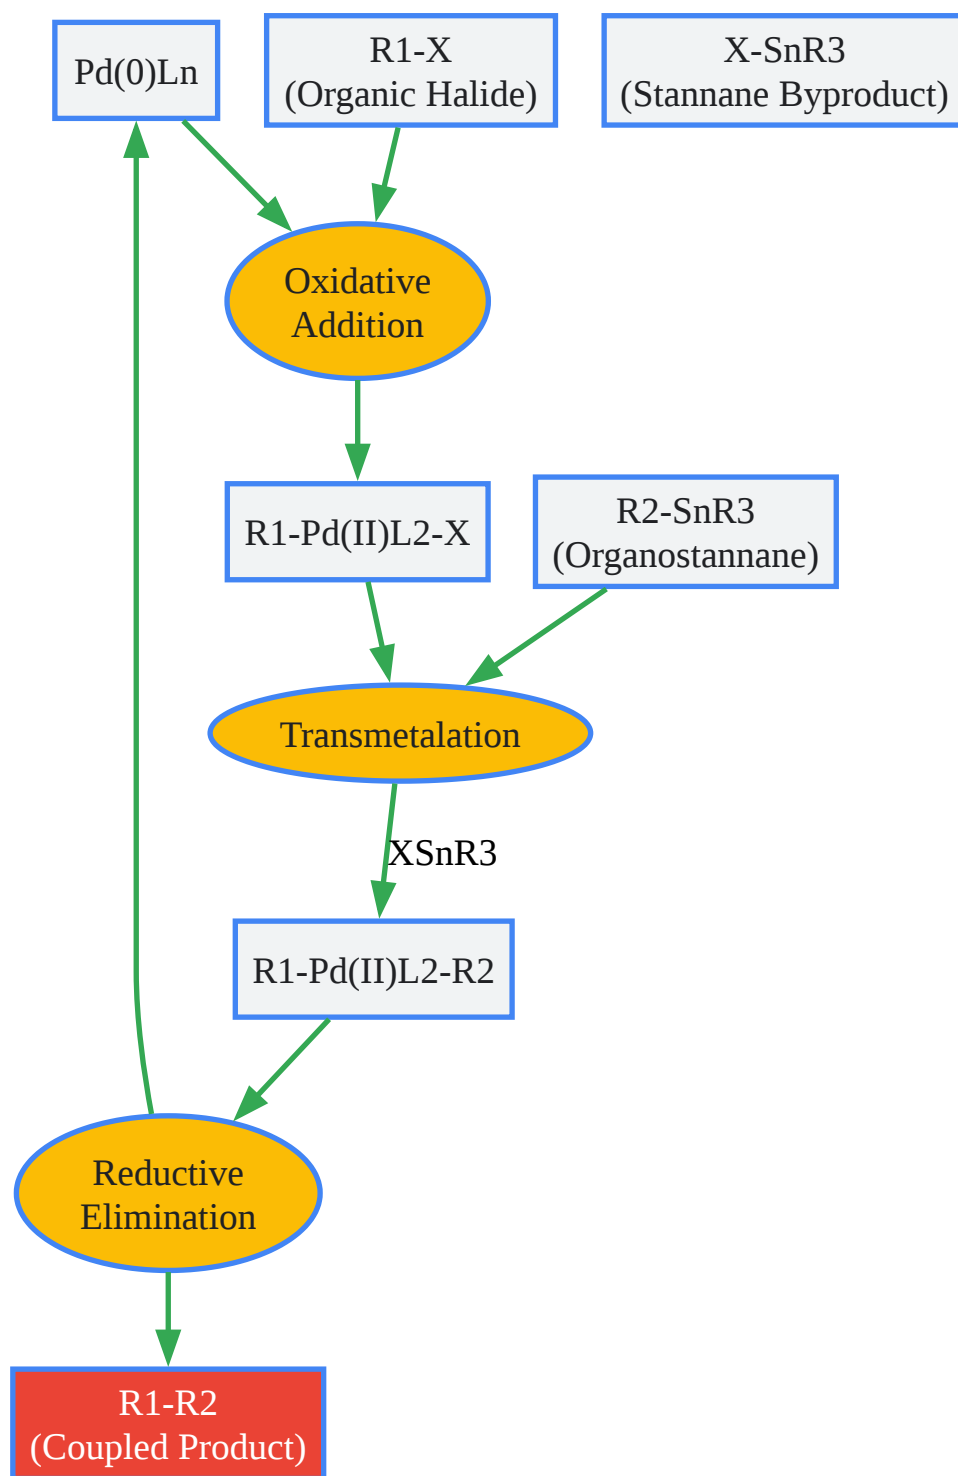 Pd(0)Ln
R1-X
(Organic Halide)
X-SnR3
(Stannane Byproduct)
Oxidative
Addition
R1-Pd(II)L2-X
R2-SnR3
(Organostannane)
Transmetalation
XSnR3
R1-Pd(II)L2-R2
Reductive
Elimination
R1-R2
(Coupled Product)